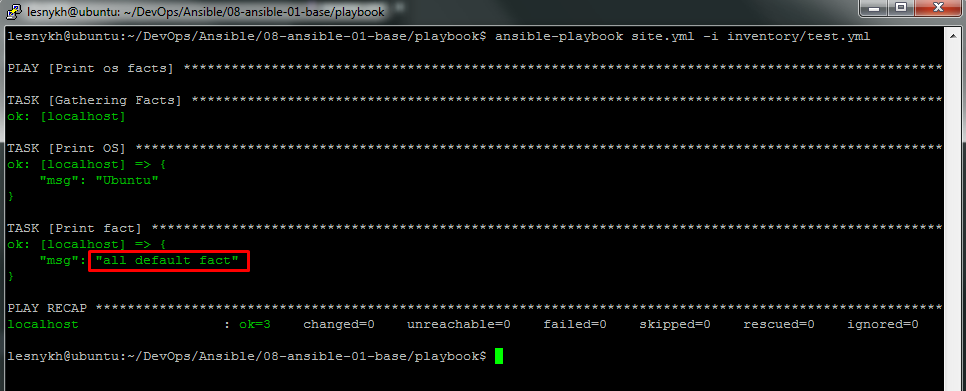 lesnykh@ubuntu: ~/DevOps/Ansible/08-ansible-01-base/playbook
lesnykh@ubuntu:~/DevOps/Ansible/08-ansible-01-base/playbook$ ansible-playbook site.yml -i inventory/test.yml
PLAY [Print os facts] ***********************************************************************************************
TASK [Gathering Facts] **********************************************************************************************
ok: [localhost]
TASK [Print OS] *****************************************************************************************************
ok: [localhost] => {
    "msg": "Ubuntu"
}
TASK [Print fact] ***************************************************************************************************
ok: [localhost] => {
    "msg": "all default fact"
}
PLAY RECAP **********************************************************************************************************
localhost                  : ok=3    changed=0    unreachable=0    failed=0    skipped=0    rescued=0    ignored=0
lesnykh@ubuntu:~/DevOps/Ansible/08-ansible-01-base/playbook$